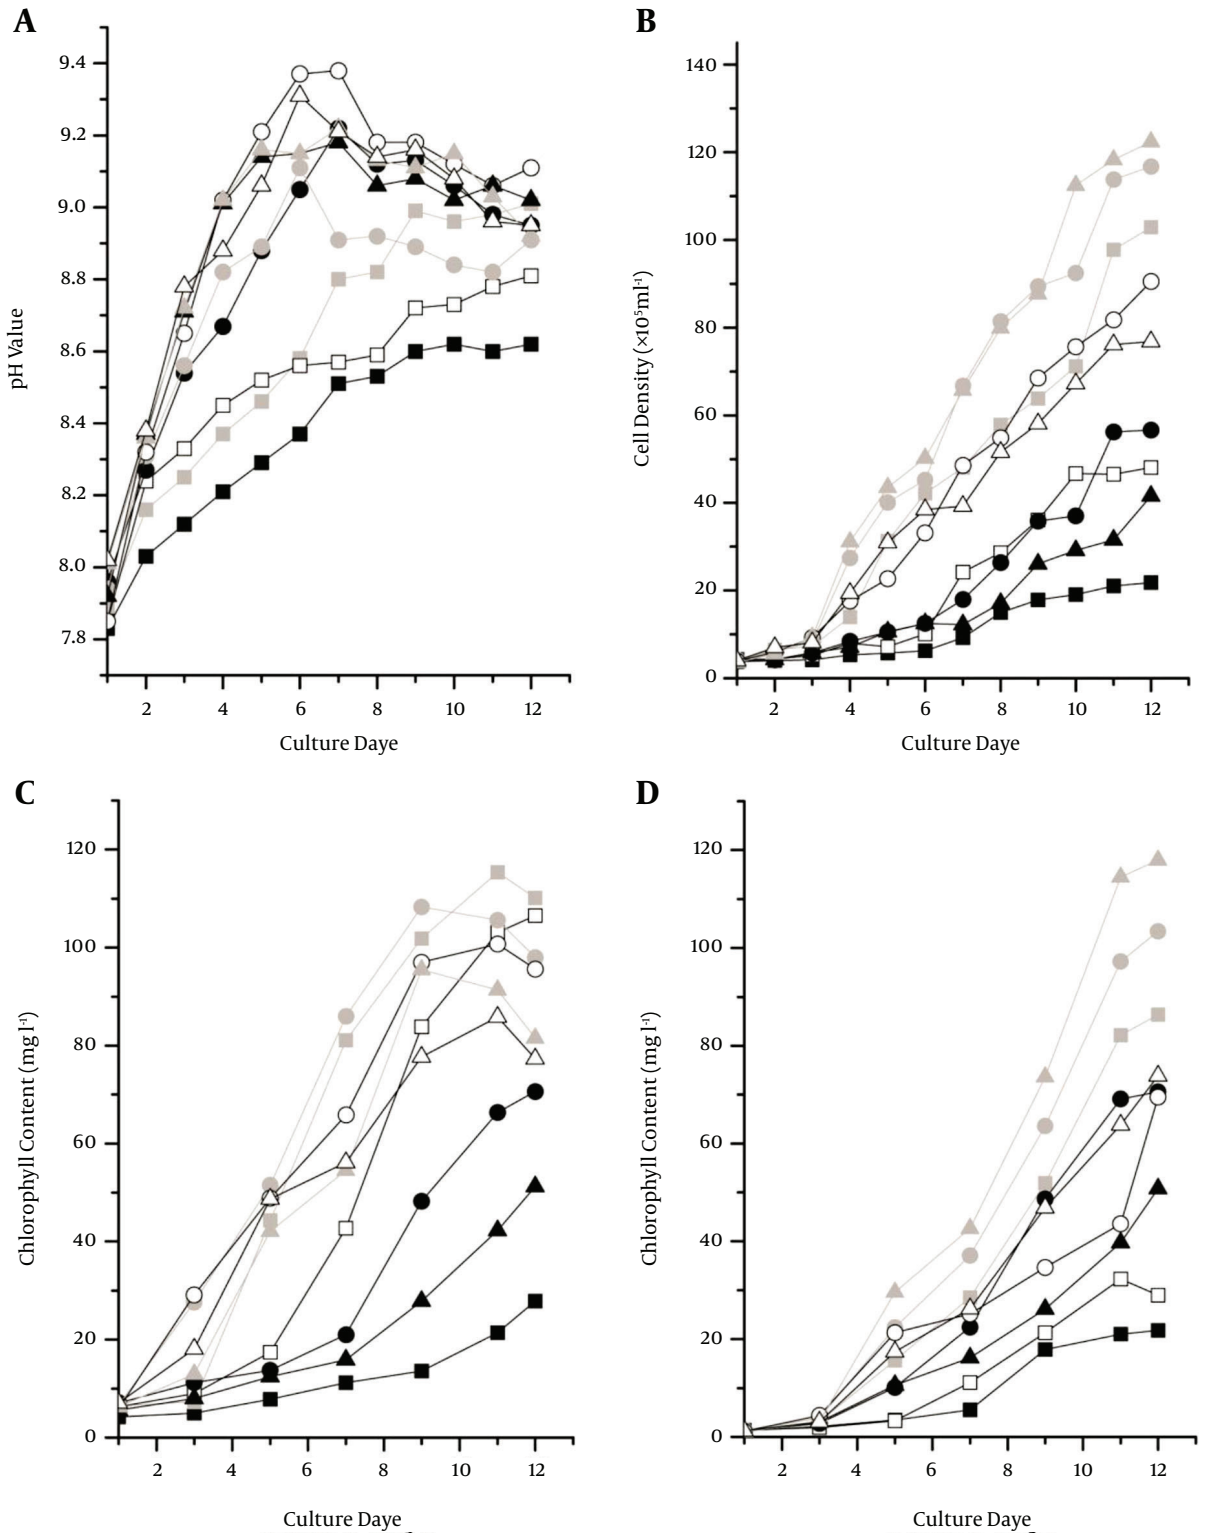 A
9.4
9.2
9.0
8.8
8.6
8.4
8.2
8.0
7.8
pH Value
2 4 6 8 10 12
Culture Daye
B
140
120
100
80
60
40
20
0
Cell Density (×10⁵ml⁻¹)
2 4 6 8 10 12
Culture Daye
C
120
100
80
60
40
20
0
Chlorophyll Content (mg l⁻¹)
2 4 6 8 10 12
Culture Daye
D
120
100
80
60
40
20
0
Chlorophyll Content (mg l⁻¹)
2 4 6 8 10 12
Culture Daye